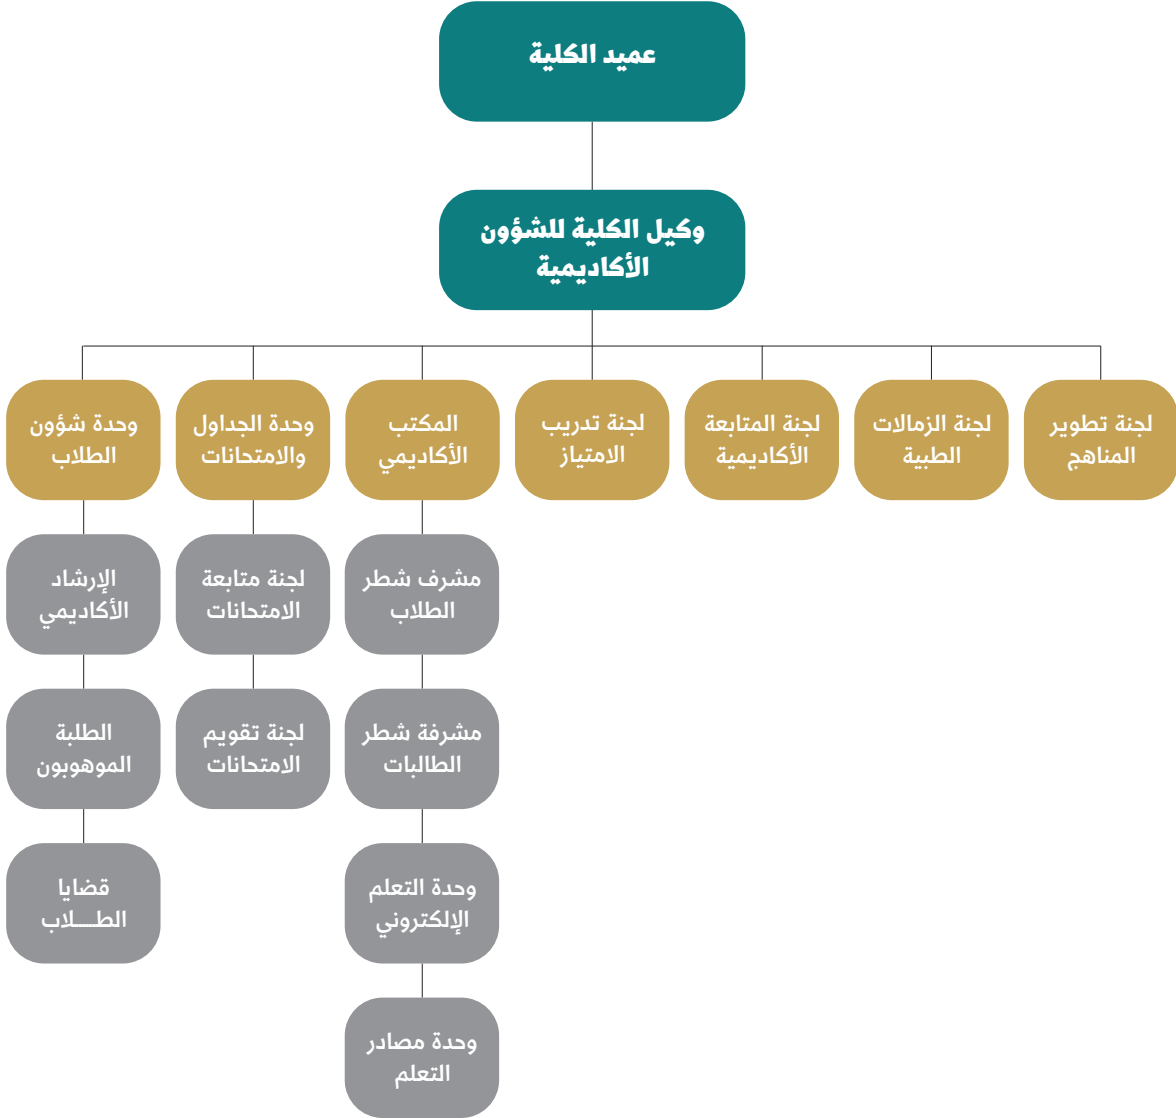 عميد الكلية
وكيل الكلية للشؤون
الأكاديمية
لجنة تطوير
المناهج
لجنة الزمالات
الطبية
لجنة المتابعة
الأكاديمية
لجنة تدريب
الامتياز
المكتب
الأكاديمي
وحدة الجداول
والامتحانات
وحدة شؤون
الطلاب
مشرف شطر
الطلاب
لجنة متابعة
الامتحانات
الإرشاد
الأكاديمي
مشرفة شطر
الطالبات
لجنة تقويم
الامتحانات
الطلبة
الموهوبون
وحدة التعلم
الإلكتروني
قضايا
الطــــلاب
وحدة مصادر
التعلم